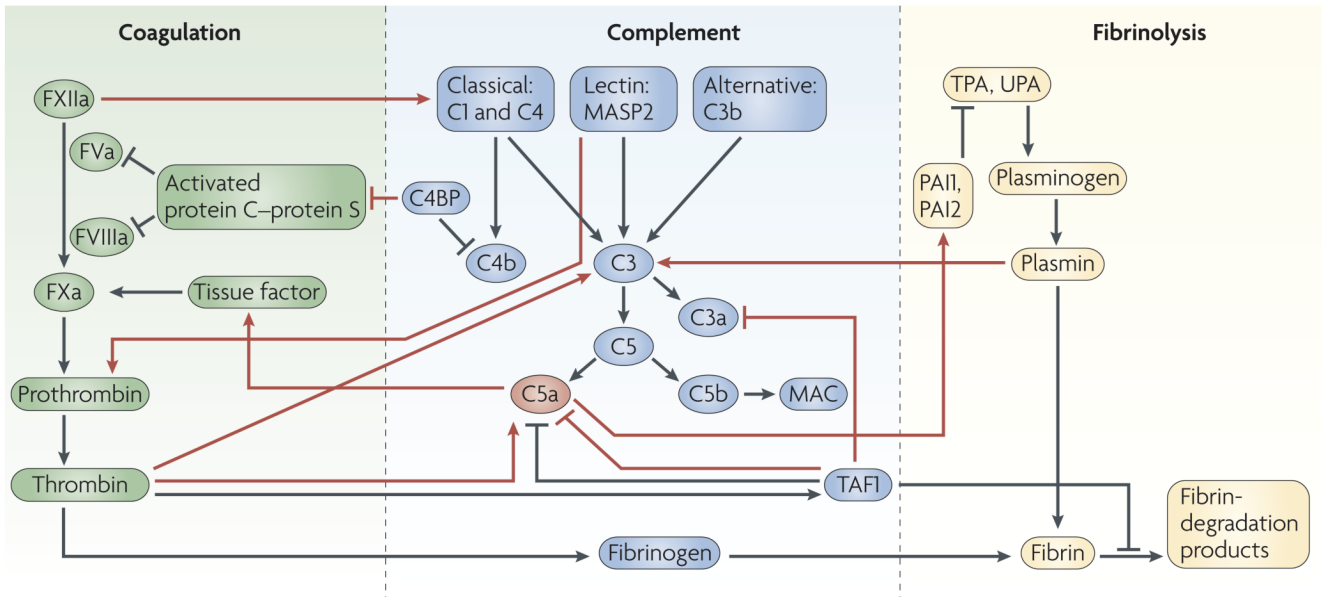 Coagulation
Complement
Fibrinolysis
FXIIa
Classical:
C1 and C4
Lectin:
MASP2
Alternative:
C3b
TPA, UPA
FVa
Activated
protein C–protein S
C4BP
PAI1,
PAI2
Plasminogen
FVIIIa
C4b
C3
Plasmin
FXa
Tissue factor
C3a
C5
Prothrombin
C5a
C5b
MAC
Thrombin
TAFI
Fibrin-
degradation
products
Fibrinogen
Fibrin